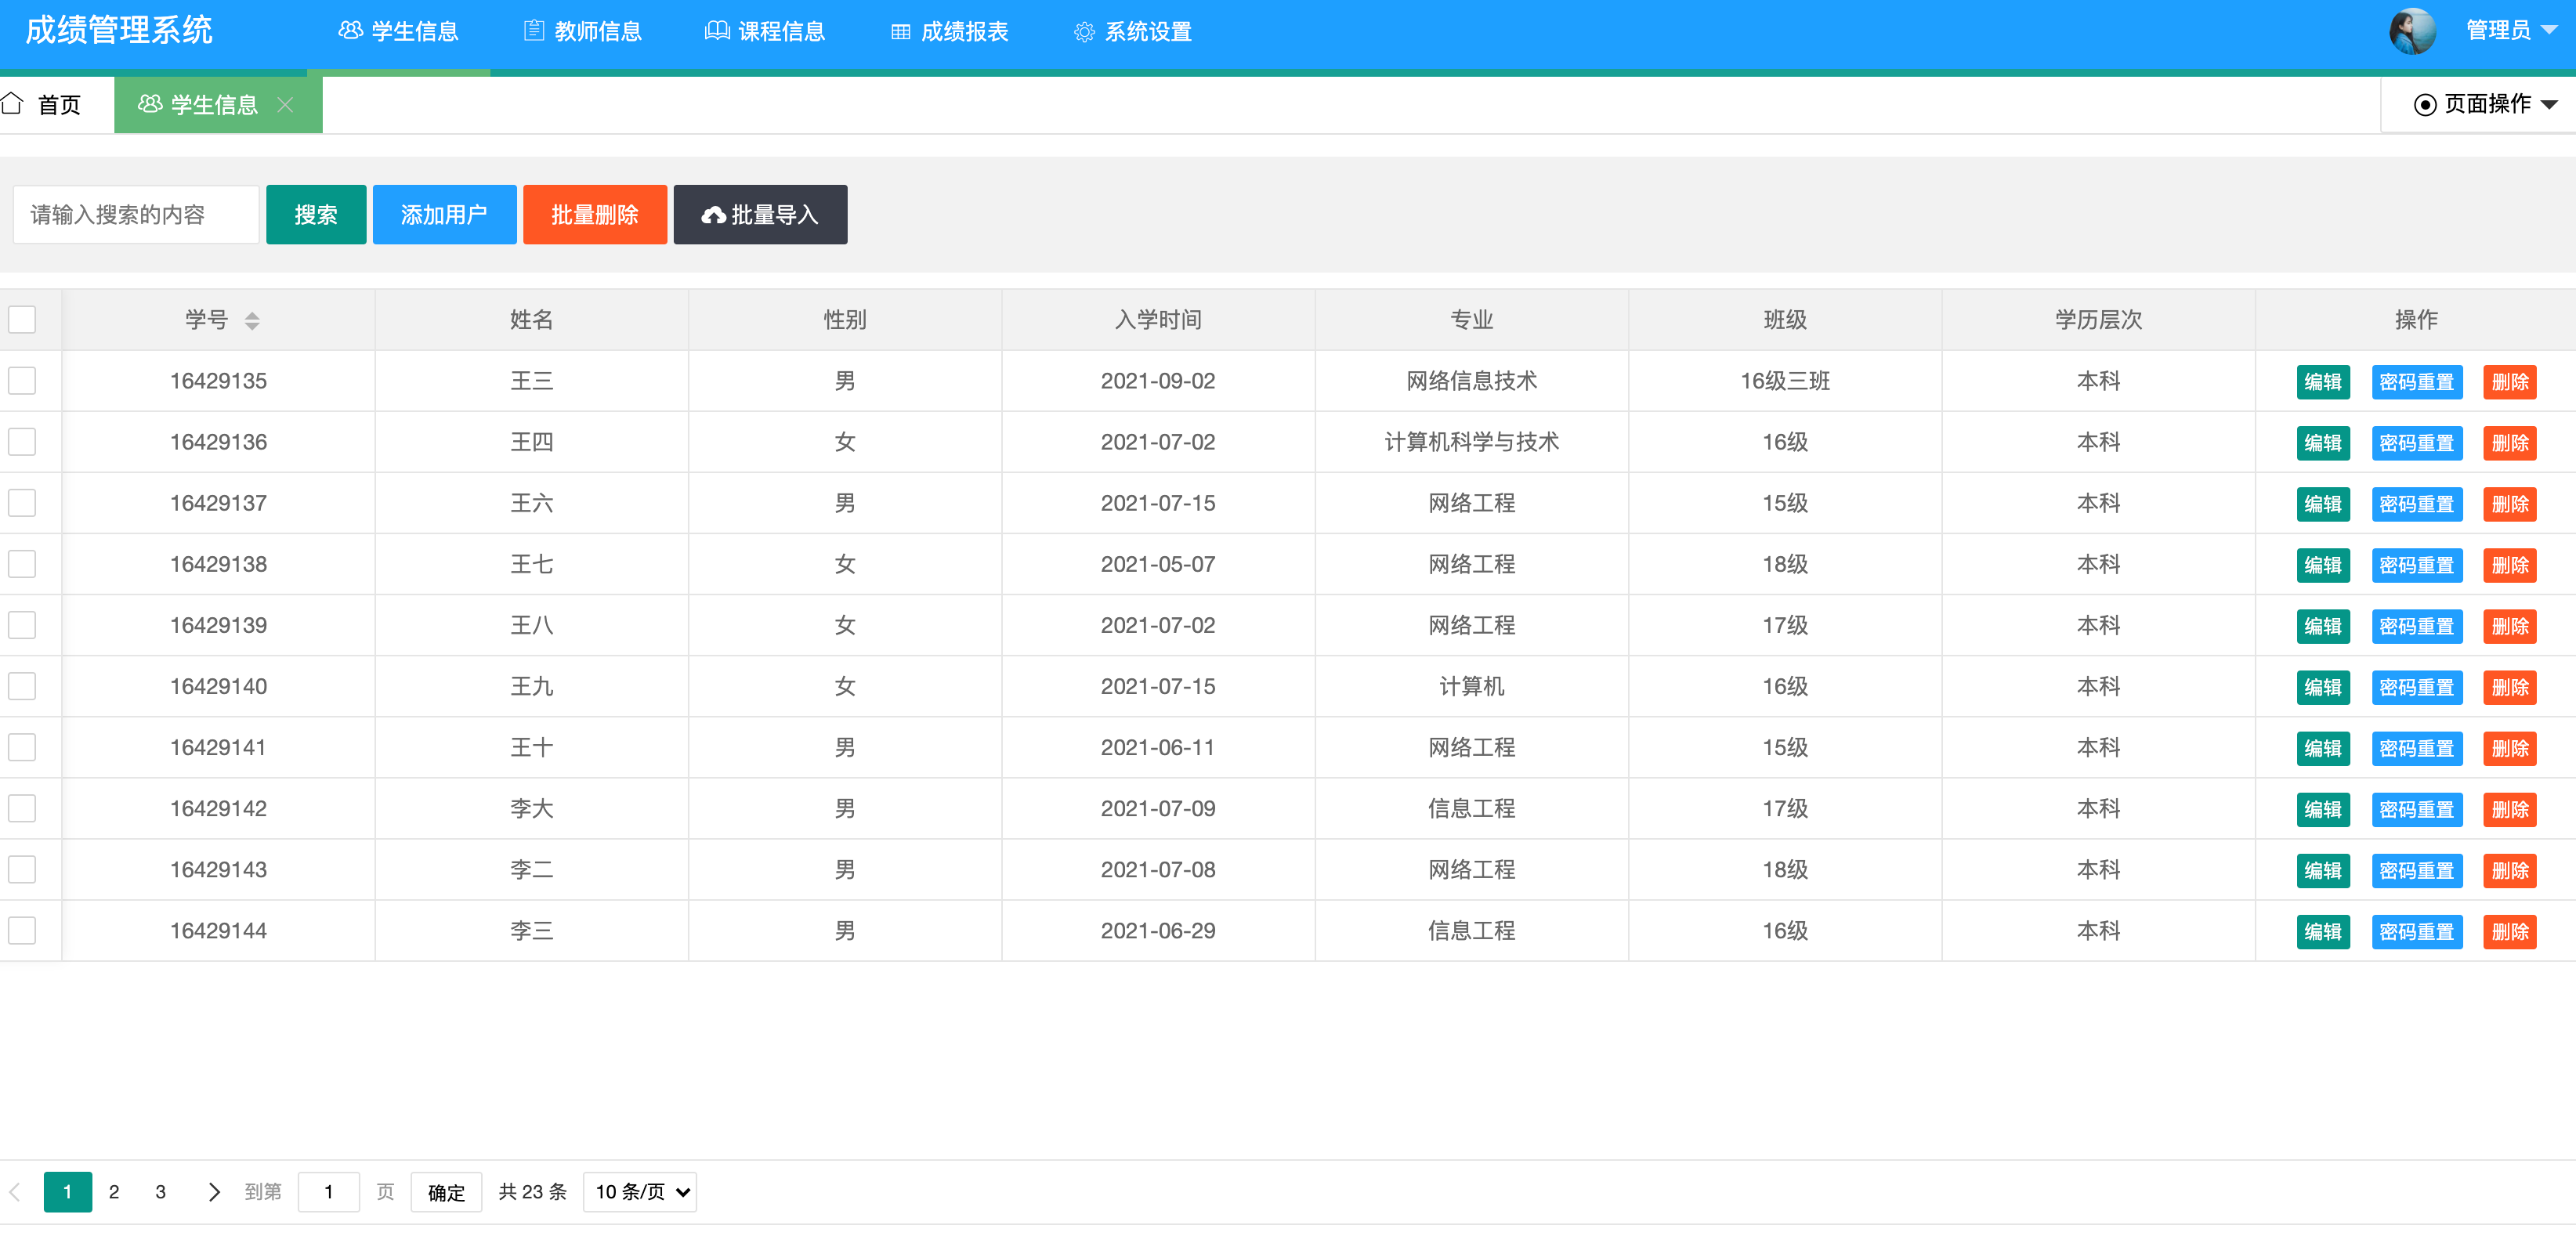 成绩管理系统 学生信息 教师信息 课程信息 成绩报表 系统设置 管理员
首页 学生信息 页面操作
请输入搜索的内容 搜索 添加用户 批量删除 批量导入
学号 姓名 性别 入学时间 专业 班级 学历层次 操作
16429135 王三 男 2021-09-02 网络信息技术 16级三班 本科 编辑 密码重置 删除
16429136 王四 女 2021-07-02 计算机科学与技术 16级 本科 编辑 密码重置 删除
16429137 王六 男 2021-07-15 网络工程 15级 本科 编辑 密码重置 删除
16429138 王七 女 2021-05-07 网络工程 18级 本科 编辑 密码重置 删除
16429139 王八 女 2021-07-02 网络工程 17级 本科 编辑 密码重置 删除
16429140 王九 女 2021-07-15 计算机 16级 本科 编辑 密码重置 删除
16429141 王十 男 2021-06-11 网络工程 15级 本科 编辑 密码重置 删除
16429142 李大 男 2021-07-09 信息工程 17级 本科 编辑 密码重置 删除
16429143 李二 男 2021-07-08 网络工程 18级 本科 编辑 密码重置 删除
16429144 李三 男 2021-06-29 信息工程 16级 本科 编辑 密码重置 删除
1 2 3 到第 1 页 确定 共 23 条 10 条/页